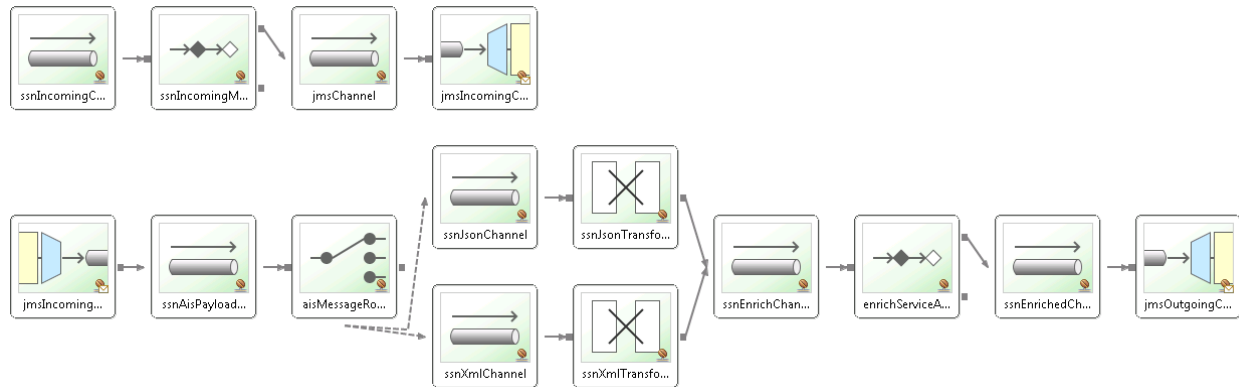 ssnIncomingC...
ssnIncomingM...
jmsChannel
jmsIncomingC...
ssnJsonChannel
ssnJsonTransfo...
jmsIncoming...
ssnAisPayload...
aisMessageRo...
ssnEnrichChan...
enrichServiceA...
ssnEnrichedCh...
jmsOutgoingC...
ssnXmlChannel
ssnXmlTransfo...